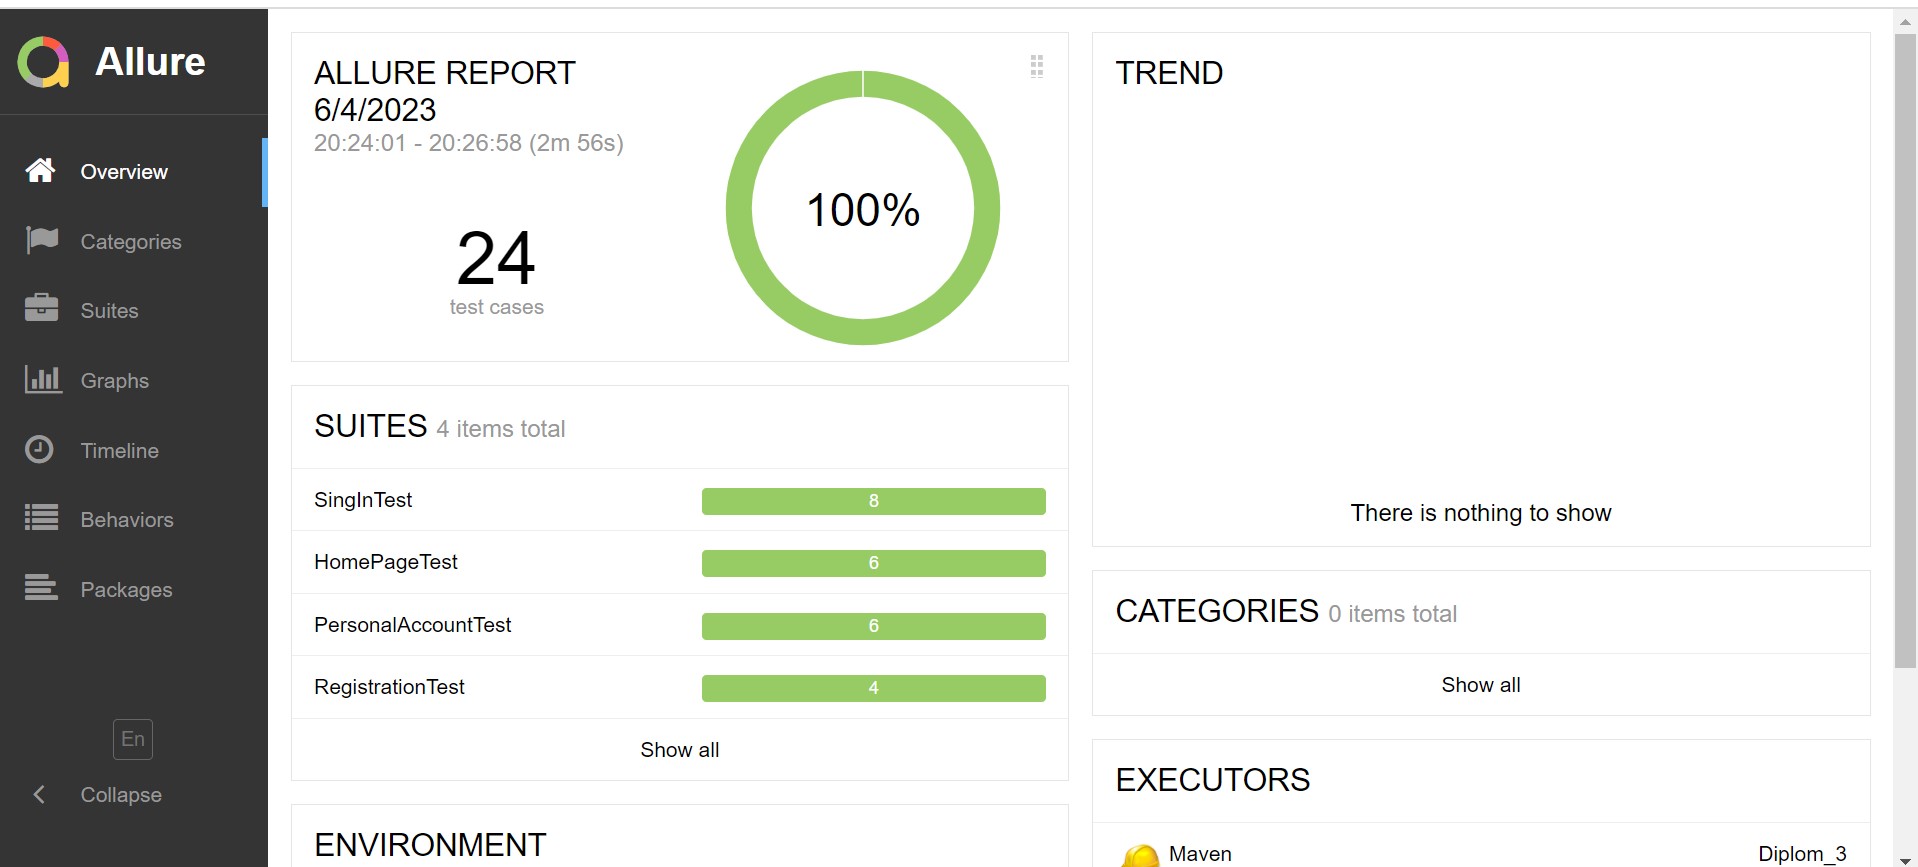 Allure
Overview
Categories
Suites
Graphs
Timeline
Behaviors
Packages
En
Collapse
ALLURE REPORT
6/4/2023
20:24:01 - 20:26:58 (2m 56s)
24
test cases
100%
SUITES 4 items total
SingInTest 8
HomePageTest 6
PersonalAccountTest 6
RegistrationTest 4
Show all
ENVIRONMENT
TREND
There is nothing to show
CATEGORIES 0 items total
Show all
EXECUTORS
Maven Diplom_3